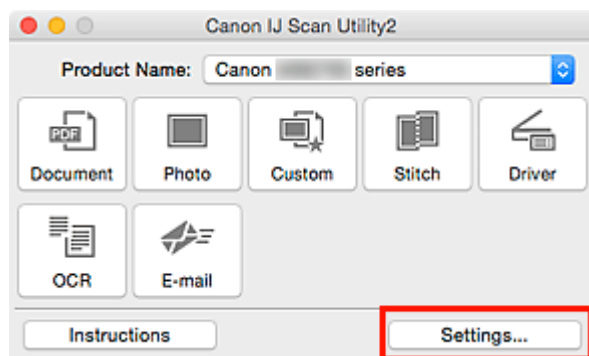 Canon IJ Scan Utility2
Product Name: Canon series
PDF
Document Photo Custom Stitch Driver
OCR E-mail
Instructions Settings...